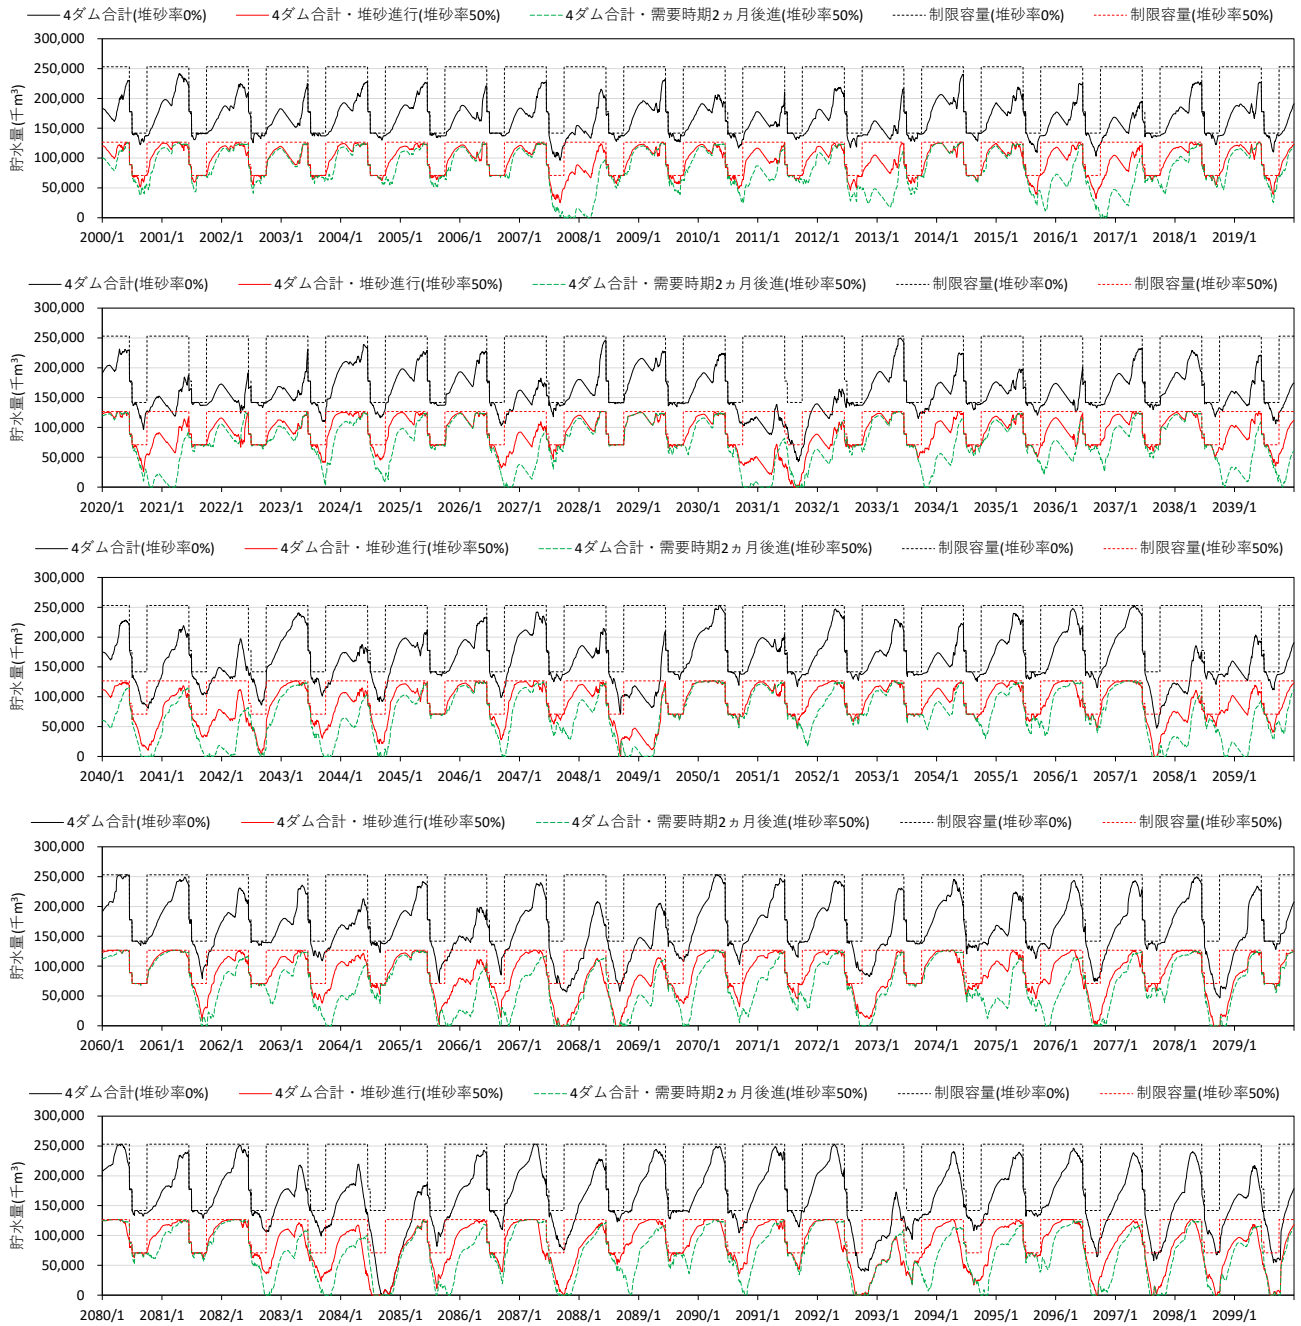 4ダム合計(堆砂率0%) 4ダム合計・堆砂進行(堆砂率50%) 4ダム合計・需要時期2ヵ月後進(堆砂率50%) 制限容量(堆砂率0%) 制限容量(堆砂率50%)
貯水量(千m³)
300,000
250,000
200,000
150,000
100,000
50,000
0
2000/1 2001/1 2002/1 2003/1 2004/1 2005/1 2006/1 2007/1 2008/1 2009/1 2010/1 2011/1 2012/1 2013/1 2014/1 2015/1 2016/1 2017/1 2018/1 2019/1
4ダム合計(堆砂率0%) 4ダム合計・堆砂進行(堆砂率50%) 4ダム合計・需要時期2ヵ月後進(堆砂率50%) 制限容量(堆砂率0%) 制限容量(堆砂率50%)
貯水量(千m³)
300,000
250,000
200,000
150,000
100,000
50,000
0
2020/1 2021/1 2022/1 2023/1 2024/1 2025/1 2026/1 2027/1 2028/1 2029/1 2030/1 2031/1 2032/1 2033/1 2034/1 2035/1 2036/1 2037/1 2038/1 2039/1
4ダム合計(堆砂率0%) 4ダム合計・堆砂進行(堆砂率50%) 4ダム合計・需要時期2ヵ月後進(堆砂率50%) 制限容量(堆砂率0%) 制限容量(堆砂率50%)
貯水量(千m³)
300,000
250,000
200,000
150,000
100,000
50,000
0
2040/1 2041/1 2042/1 2043/1 2044/1 2045/1 2046/1 2047/1 2048/1 2049/1 2050/1 2051/1 2052/1 2053/1 2054/1 2055/1 2056/1 2057/1 2058/1 2059/1
4ダム合計(堆砂率0%) 4ダム合計・堆砂進行(堆砂率50%) 4ダム合計・需要時期2ヵ月後進(堆砂率50%) 制限容量(堆砂率0%) 制限容量(堆砂率50%)
貯水量(千m³)
300,000
250,000
200,000
150,000
100,000
50,000
0
2060/1 2061/1 2062/1 2063/1 2064/1 2065/1 2066/1 2067/1 2068/1 2069/1 2070/1 2071/1 2072/1 2073/1 2074/1 2075/1 2076/1 2077/1 2078/1 2079/1
4ダム合計(堆砂率0%) 4ダム合計・堆砂進行(堆砂率50%) 4ダム合計・需要時期2ヵ月後進(堆砂率50%) 制限容量(堆砂率0%) 制限容量(堆砂率50%)
貯水量(千m³)
300,000
250,000
200,000
150,000
100,000
50,000
0
2080/1 2081/1 2082/1 2083/1 2084/1 2085/1 2086/1 2087/1 2088/1 2089/1 2090/1 2091/1 2092/1 2093/1 2094/1 2095/1 2096/1 2097/1 2098/1 2099/1